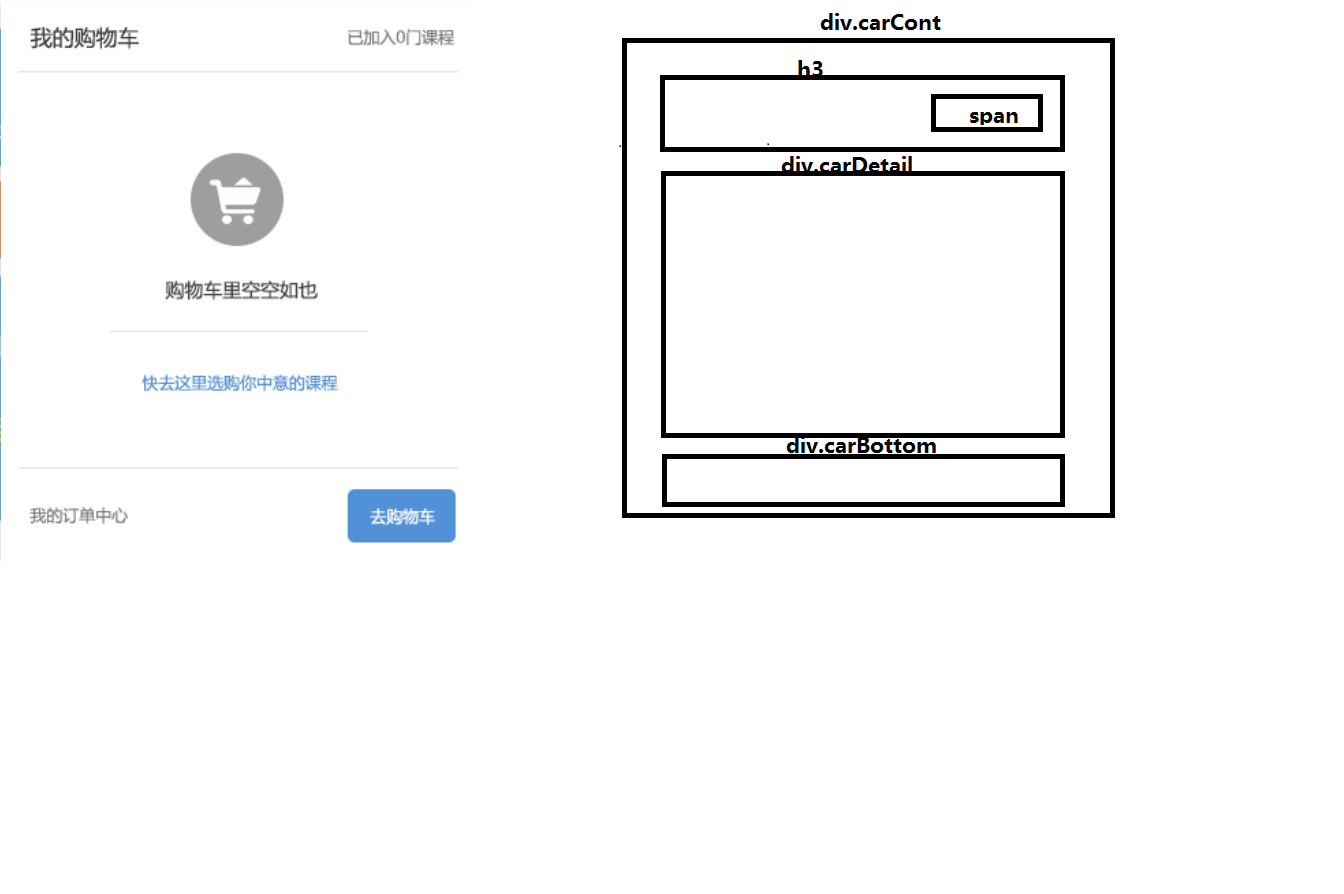 我的购物车
已加入0门课程
购物车里空空如也
快去这里选购你中意的课程
我的订单中心
去购物车
div.carCont
h3
span
div.carDetail
div.carBottom